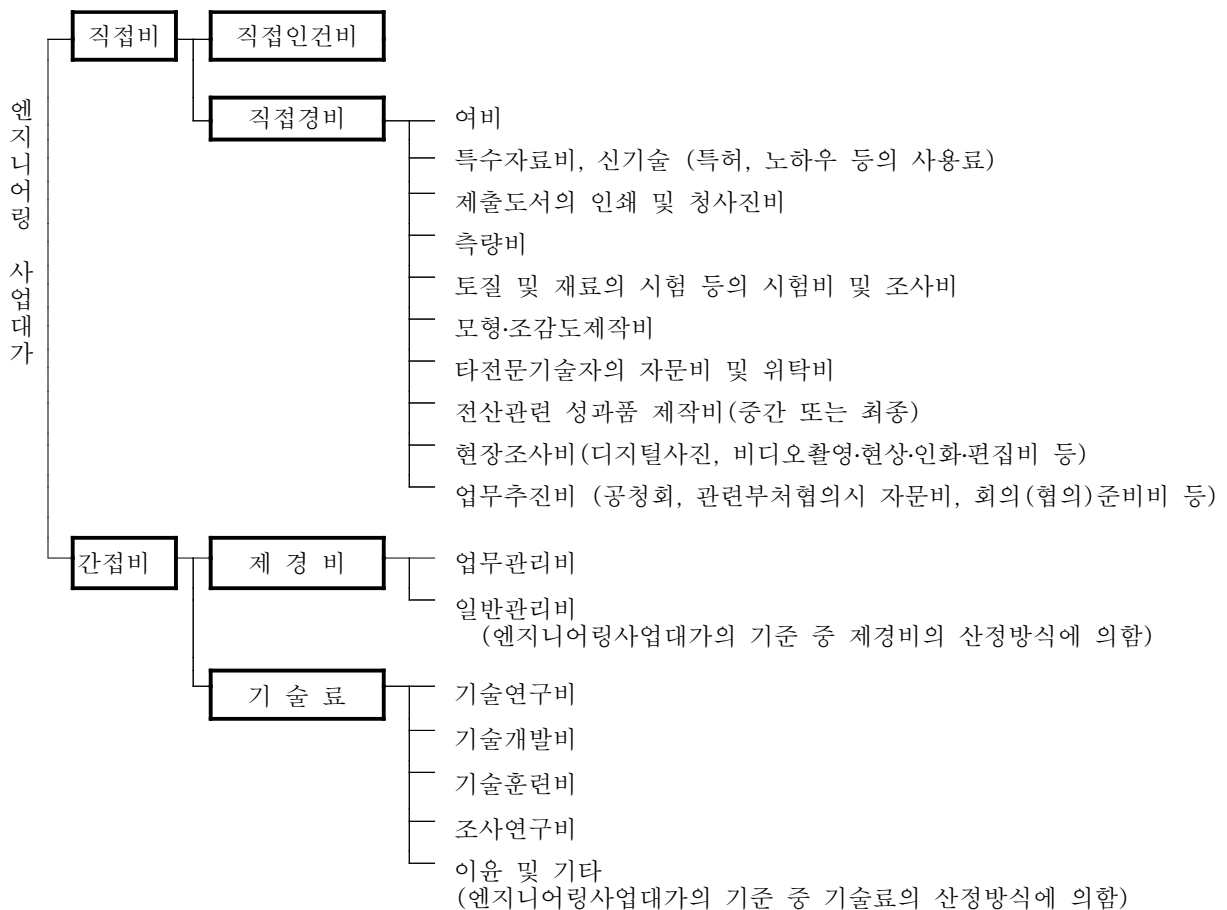 엔지니어링 사업대가
직접비
직접인건비
직접경비
여비
특수자료비, 신기술 (특허, 노하우 등의 사용료)
제출도서의 인쇄 및 청사진비
측량비
토질 및 재료의 시험 등의 시험비 및 조사비
모형·조감도제작비
타전문기술자의 자문비 및 위탁비
전산관련 성과품 제작비(중간 또는 최종)
현장조사비(디지털사진, 비디오촬영·현상·인화·편집비 등)
업무추진비 (공청회, 관련부처협의시 자문비, 회의(협의)준비비 등)
간접비
제 경 비
업무관리비
일반관리비
(엔지니어링사업대가의 기준 중 제경비의 산정방식에 의함)
기 술 료
기술연구비
기술개발비
기술훈련비
조사연구비
이윤 및 기타
(엔지니어링사업대가의 기준 중 기술료의 산정방식에 의함)